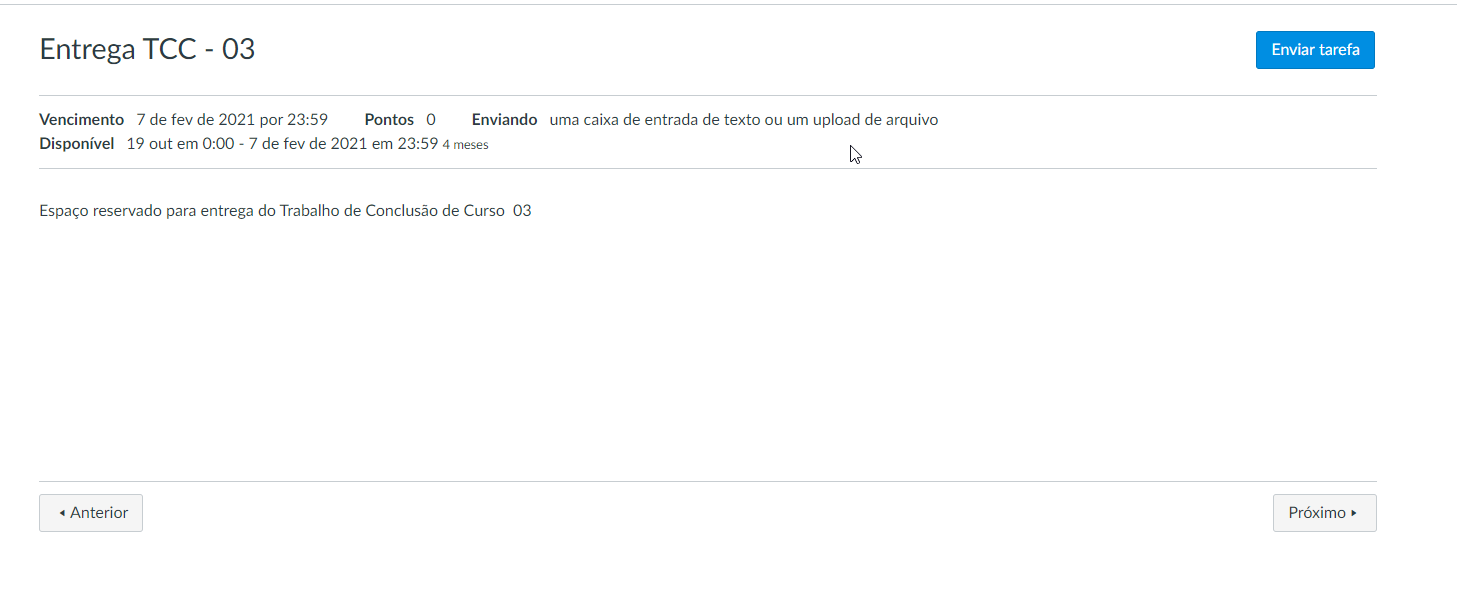 Entrega TCC - 03
Enviar tarefa
Vencimento 7 de fev de 2021 por 23:59 Pontos 0 Enviando uma caixa de entrada de texto ou um upload de arquivo
Disponível 19 out em 0:00 - 7 de fev de 2021 em 23:59 4 meses
Espaço reservado para entrega do Trabalho de Conclusão de Curso 03
Anterior
Próximo